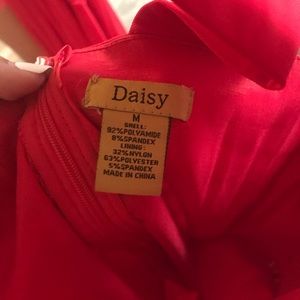 Daisy
M
SHELL:
92%POLYAMIDE
8%SPANDEX
LINING:
32%NYLON
63%POLYESTER
5%SPANDEX
MADE IN CHINA